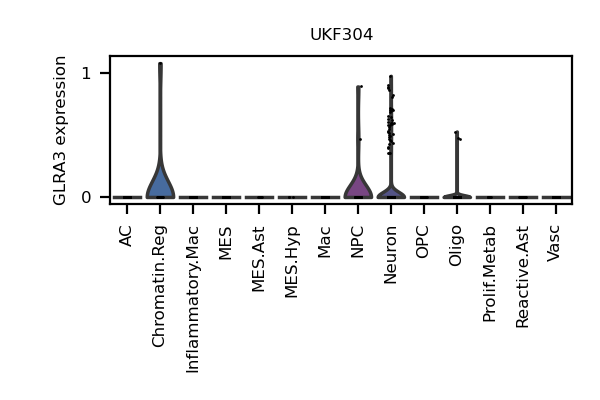 UKF304
GLRA3 expression
1
0
AC
Chromatin.Reg
Inflammatory.Mac
MES
MES.Ast
MES.Hyp
Mac
NPC
Neuron
OPC
Oligo
Prolif.Metab
Reactive.Ast
Vasc